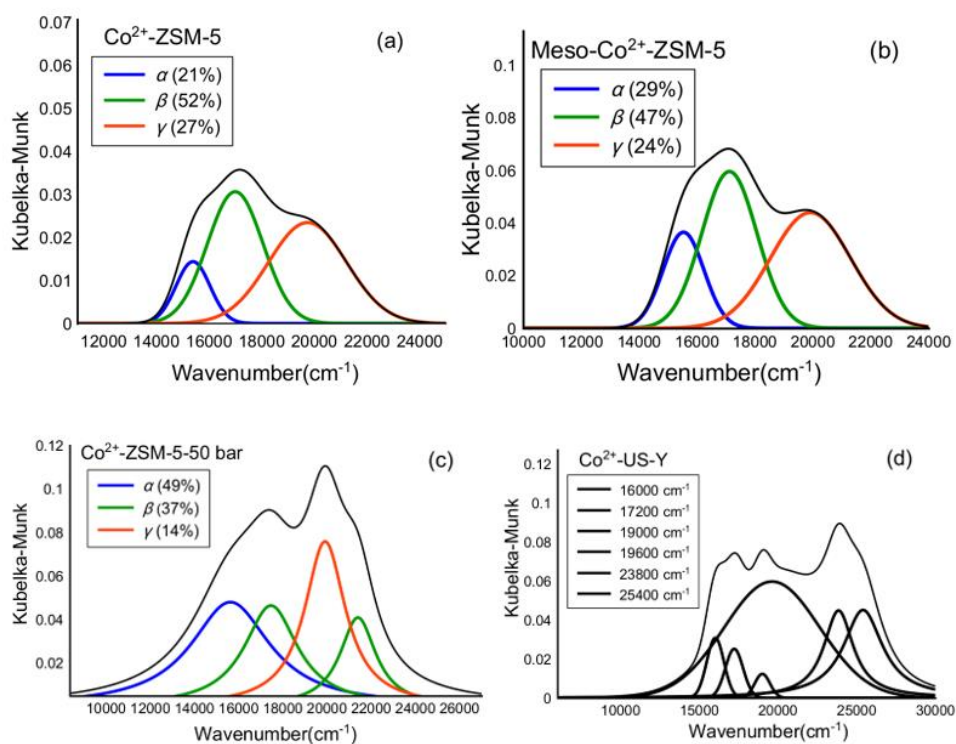 Co²⁺-ZSM-5
(a)
α (21%)
β (52%)
γ (27%)
Kubelka-Munk
0.07
0.06
0.05
0.04
0.03
0.02
0.01
0
12000 14000 16000 18000 20000 22000 24000
Wavenumber(cm⁻¹)
Meso-Co²⁺-ZSM-5
(b)
α (29%)
β (47%)
γ (24%)
Kubelka-Munk
0.1
0.08
0.06
0.04
0.02
0
10000 12000 14000 16000 18000 20000 22000 24000
Wavenumber(cm⁻¹)
Co²⁺-ZSM-5-50 bar
(c)
α (49%)
β (37%)
γ (14%)
Kubelka-Munk
0.12
0.10
0.08
0.06
0.04
0.02
10000 12000 14000 16000 18000 20000 22000 24000 26000
Wavenumber(cm⁻¹)
Co²⁺-US-Y
(d)
16000 cm⁻¹
17200 cm⁻¹
19000 cm⁻¹
19600 cm⁻¹
23800 cm⁻¹
25400 cm⁻¹
Kubelka-Munk
0.12
0.10
0.08
0.06
0.04
0.02
0
10000 15000 20000 25000 30000
Wavenumber(cm⁻¹)